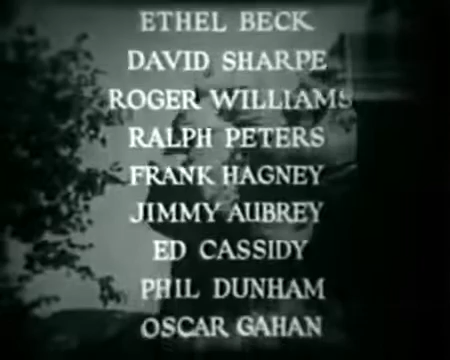 ETHEL BECK
DAVID SHARPE
ROGER WILLIAMS
RALPH PETERS
FRANK HAGNEY
JIMMY AUBREY
ED CASSIDY
PHIL DUNHAM
OSCAR GAHAN